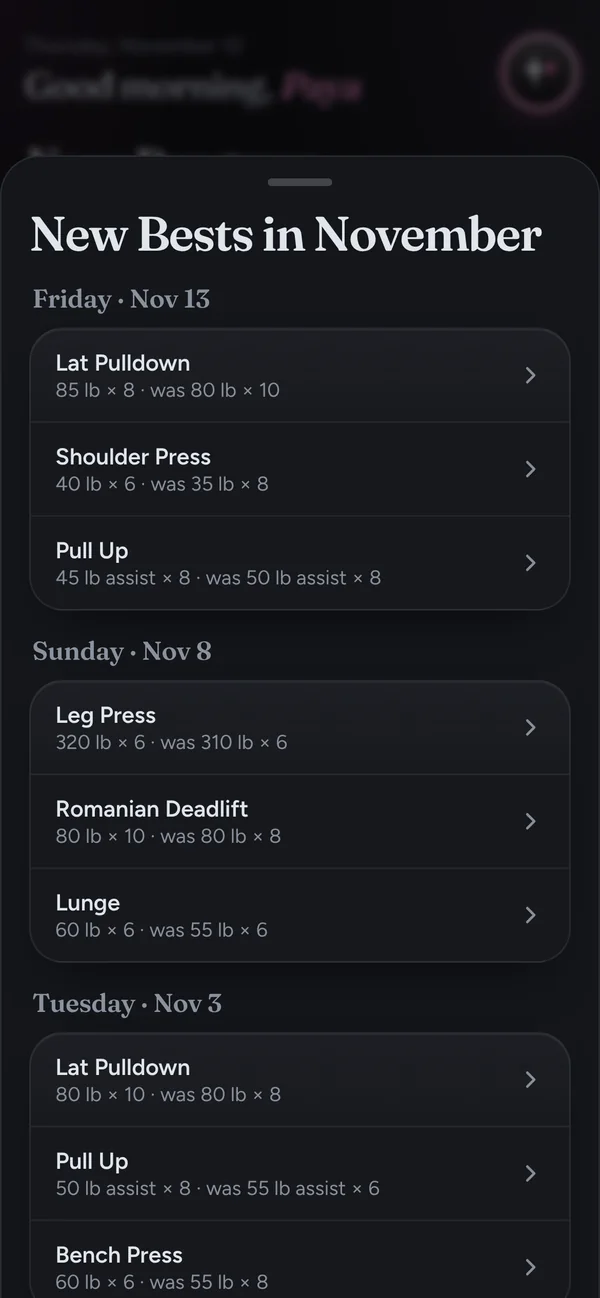 Good morning, Paya
New Bests in November
Friday · Nov 13
Lat Pulldown
85 lb × 8 · was 80 lb × 10
Shoulder Press
40 lb × 6 · was 35 lb × 8
Pull Up
45 lb assist × 8 · was 50 lb assist × 8
Sunday · Nov 8
Leg Press
320 lb × 6 · was 310 lb × 6
Romanian Deadlift
80 lb × 10 · was 80 lb × 8
Lunge
60 lb × 6 · was 55 lb × 6
Tuesday · Nov 3
Lat Pulldown
80 lb × 10 · was 80 lb × 8
Pull Up
50 lb assist × 8 · was 55 lb assist × 6
Bench Press
60 lb × 6 · was 55 lb × 8